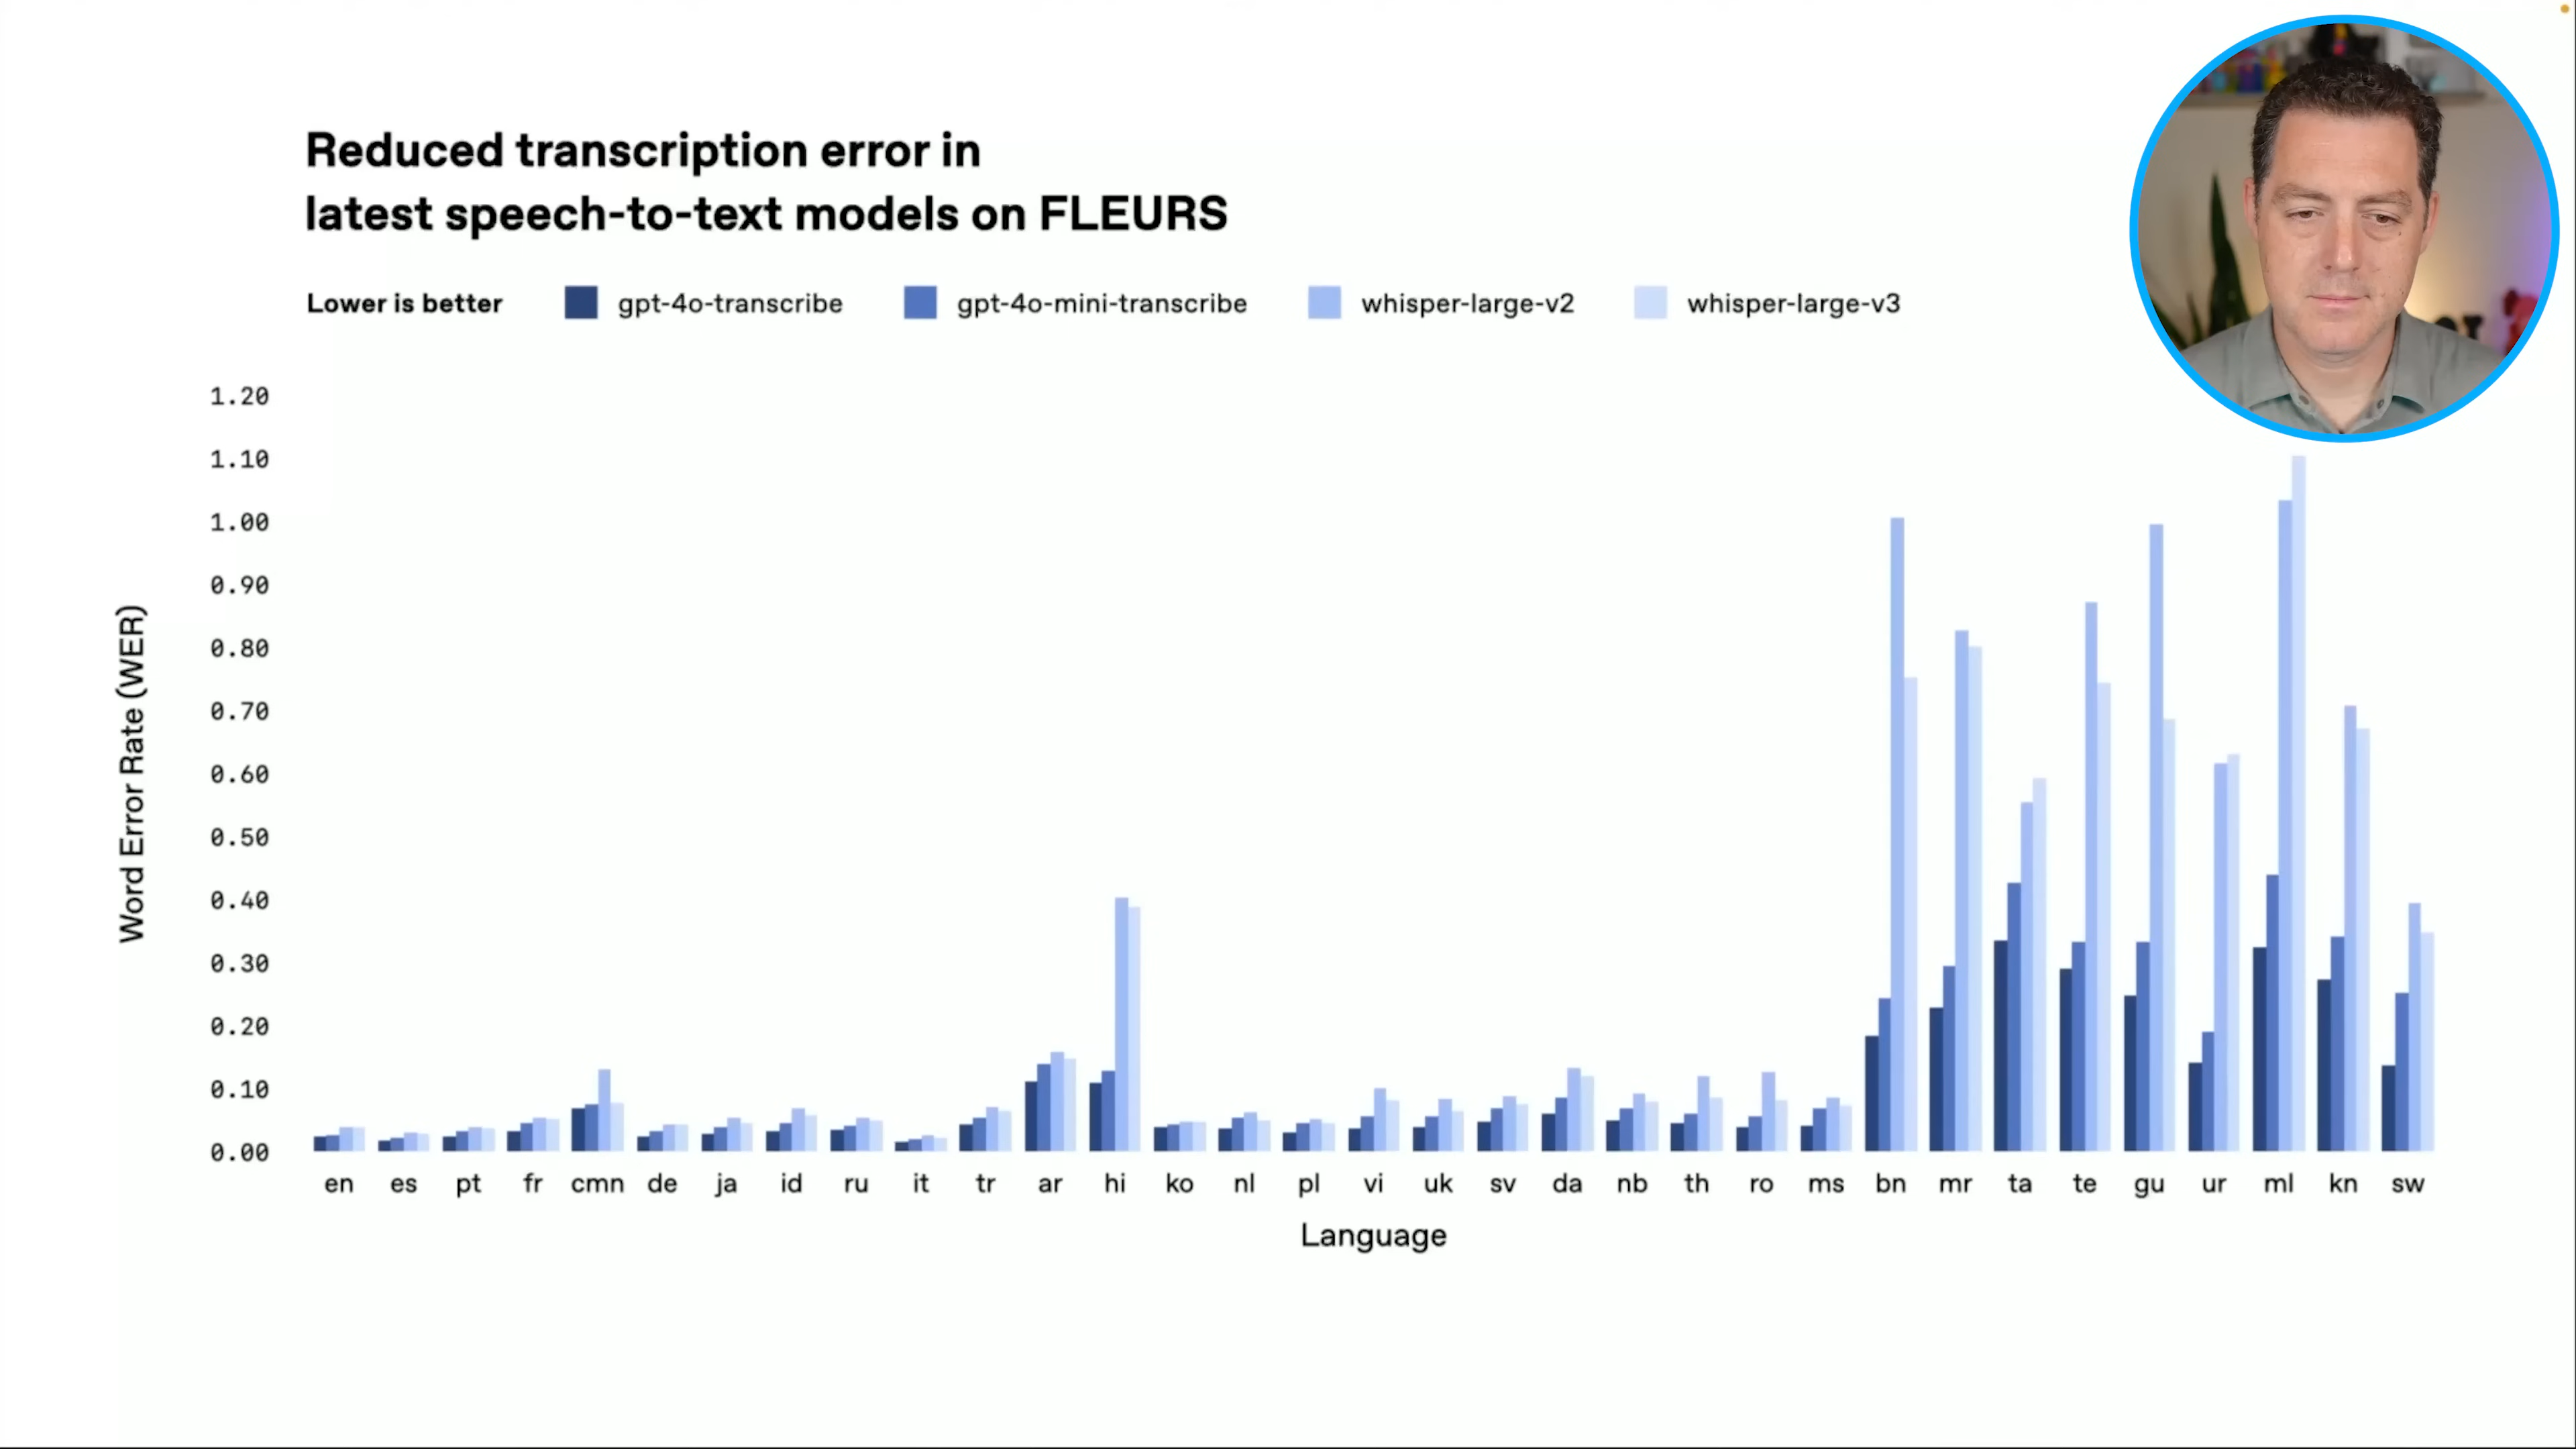 Reduced transcription error in
latest speech-to-text models on FLEURS
Lower is better gpt-4o-transcribe gpt-4o-mini-transcribe whisper-large-v2 whisper-large-v3
Word Error Rate (WER)
1.20
1.10
1.00
0.90
0.80
0.70
0.60
0.50
0.40
0.30
0.20
0.10
0.00
en es pt fr cmn de ja id ru it tr ar hi ko nl pl vi uk sv da nb th ro ms bn mr ta te gu ur ml kn sw
Language